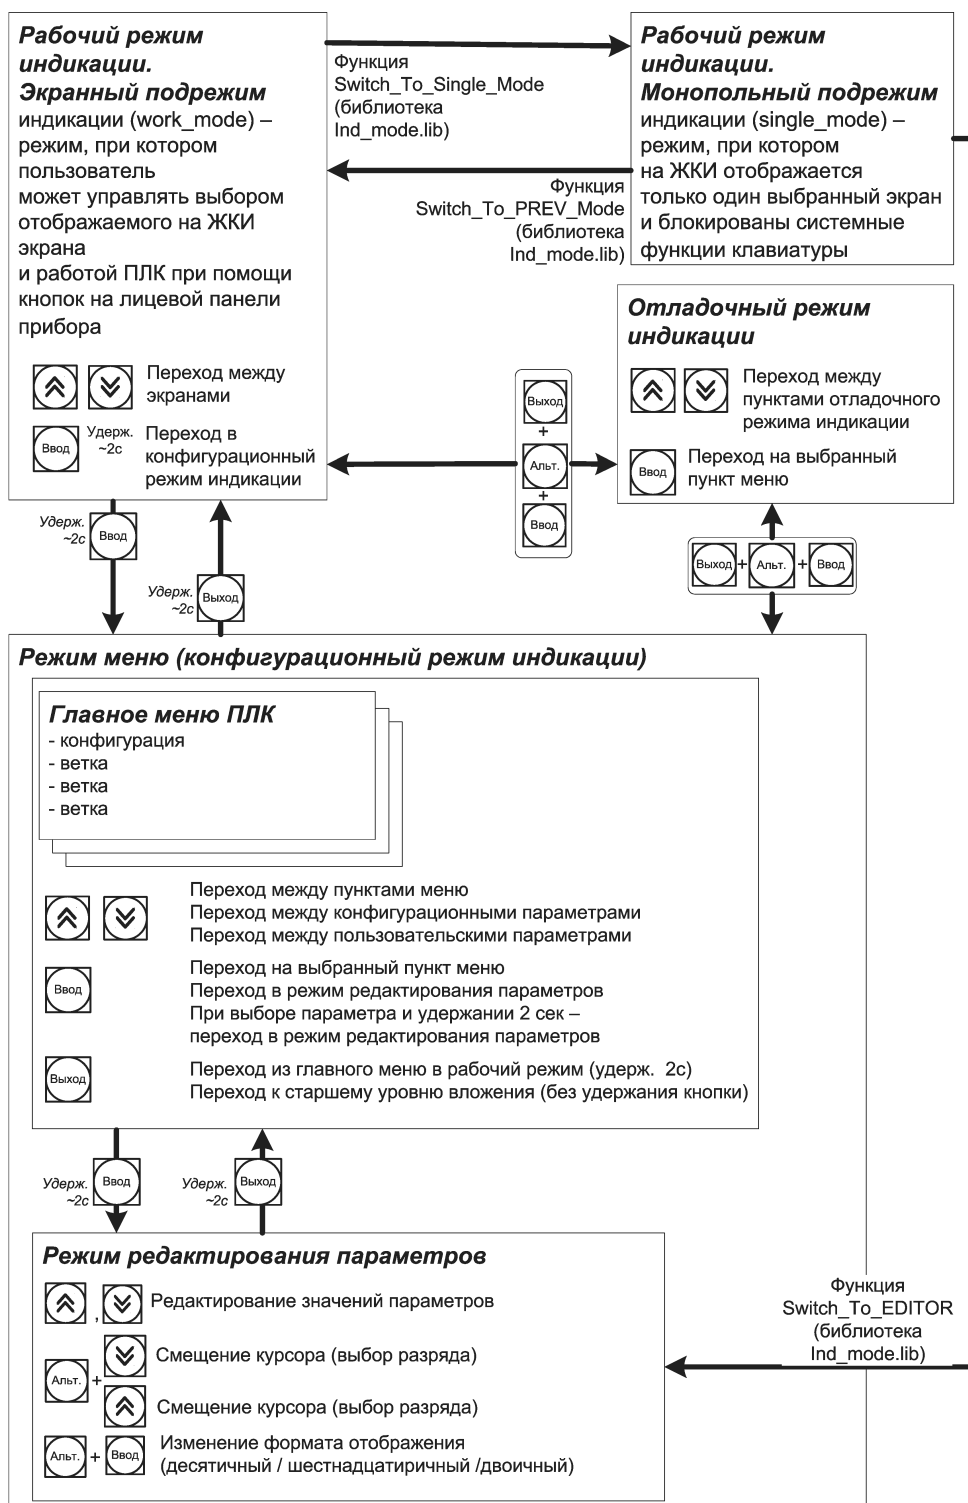 Рабочий режим
индикации.
Экранный подрежим
индикации (work_mode) –
режим, при котором
пользователь
может управлять выбором
отображаемого на ЖКИ
экрана
и работой ПЛК при помощи
кнопок на лицевой панели
прибора
Переход между
экранами
Ввод
Удерж.
~2с
Переход в
конфигурационный
режим индикации
Функция
Switch_To_Single_Mode
(библиотека
Ind_mode.lib)
Функция
Switch_To_PREV_Mode
(библиотека
Ind_mode.lib)
Рабочий режим
индикации.
Монопольный подрежим
индикации (single_mode) –
режим, при котором
на ЖКИ отображается
только один выбранный экран
и блокированы системные
функции клавиатуры
Отладочный режим
индикации
Переход между
пунктами отладочного
режима индикации
Ввод
Переход на выбранный
пункт меню
Выход
+
Альт.
+
Ввод
Удерж.
~2с
Ввод
Удерж.
~2с
Выход
Выход + Альт. + Ввод
Режим меню (конфигурационный режим индикации)
Главное меню ПЛК
- конфигурация
- ветка
- ветка
- ветка
Переход между пунктами меню
Переход между конфигурационными параметрами
Переход между пользовательскими параметрами
Ввод
Переход на выбранный пункт меню
Переход в режим редактирования параметров
При выборе параметра и удержании 2 сек –
переход в режим редактирования параметров
Выход
Переход из главного меню в рабочий режим (удерж. 2с)
Переход к старшему уровню вложения (без удержания кнопки)
Удерж.
~2с
Ввод
Удерж.
~2с
Выход
Режим редактирования параметров
, Редактирование значений параметров
Альт. +
Смещение курсора (выбор разряда)
Смещение курсора (выбор разряда)
Альт. + Ввод
Изменение формата отображения
(десятичный / шестнадцатиричный /двоичный)
Функция
Switch_To_EDITOR
(библиотека
Ind_mode.lib)